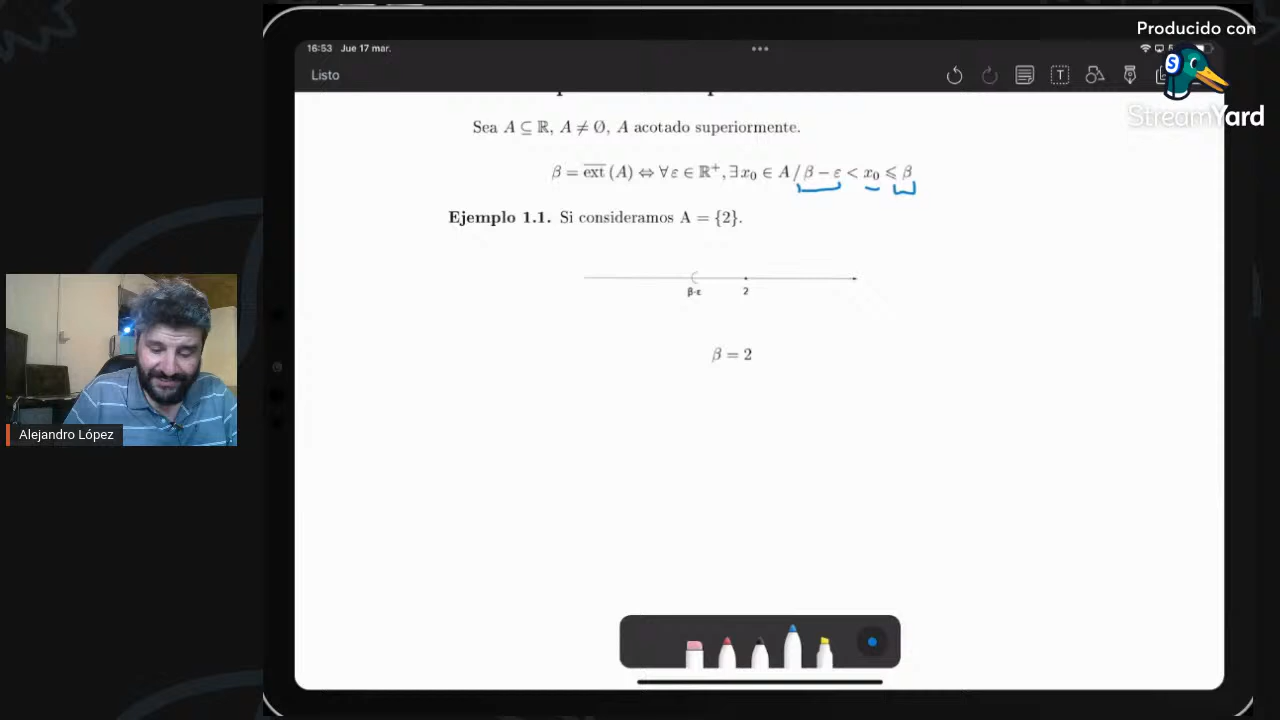 Producido con
StreamYard
16:53 Jue 17 mar.
Listo
Sea A ⊆ ℝ, A ≠ Ø, A acotado superiormente.
β = \overline{ext} (A) ⇔ ∀ ε ∈ ℝ⁺, ∃ x₀ ∈ A / β − ε < x₀ ⩽ β
Ejemplo 1.1. Si consideramos A = {2}.
β-ε 2
β = 2
Alejandro López